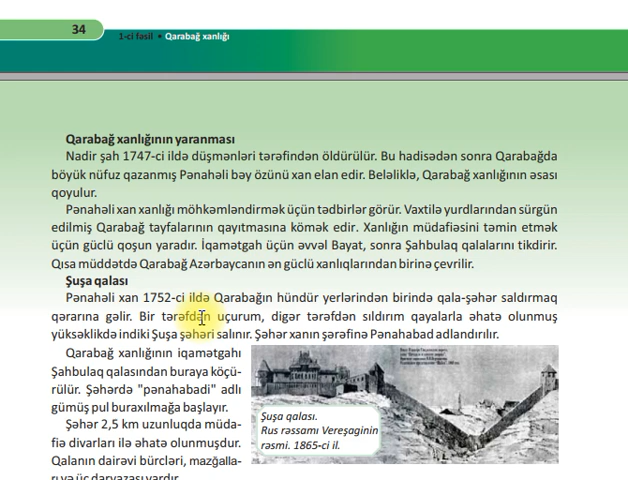 34
1-ci fəsil • Qarabağ xanlığı
Qarabağ xanlığının yaranması
Nadir şah 1747-ci ildə düşmənləri tərəfindən öldürülür. Bu hadisədən sonra Qarabağda
böyük nüfuz qazanmış Pənahəli bəy özünü xan elan edir. Beləliklə, Qarabağ xanlığının əsası
qoyulur.
Pənahəli xan xanlığı möhkəmləndirmək üçün tədbirlər görür. Vaxtilə yurdlarından sürgün
edilmiş Qarabağ tayfalarının qayıtmasına kömək edir. Xanlığın müdafiəsini təmin etmək
üçün güclü qoşun yaradır. İqamətgah üçün əvvəl Bayat, sonra Şahbulaq qalalarını tikdirir.
Qısa müddətdə Qarabağ Azərbaycanın ən güclü xanlıqlarından birinə çevrilir.
Şuşa qalası
Pənahəli xan 1752-ci ildə Qarabağın hündür yerlərindən birində qala-şəhər saldırmaq
qərarına gəlir. Bir tərəfdən uçurum, digər tərəfdən sıldırım qayalarla əhatə olunmuş
yüksəklikdə indiki Şuşa şəhəri salınır. Şəhər xanın şərəfinə Pənahabad adlandırılır.
Qarabağ xanlığının iqamətgahı
Şahbulaq qalasından buraya köçü-
rülür. Şəhərdə "pənahabadi" adlı
gümüş pul buraxılmağa başlayır.
Şəhər 2,5 km uzunluqda müda-
fiə divarları ilə əhatə olunmuşdur.
Qalanın dairəvi bürcləri, mazğalla-
rı və üç darvazası vardır
Şuşa qalası.
Rus rəssamı Vereşaginin
rəsmi. 1865-ci il.